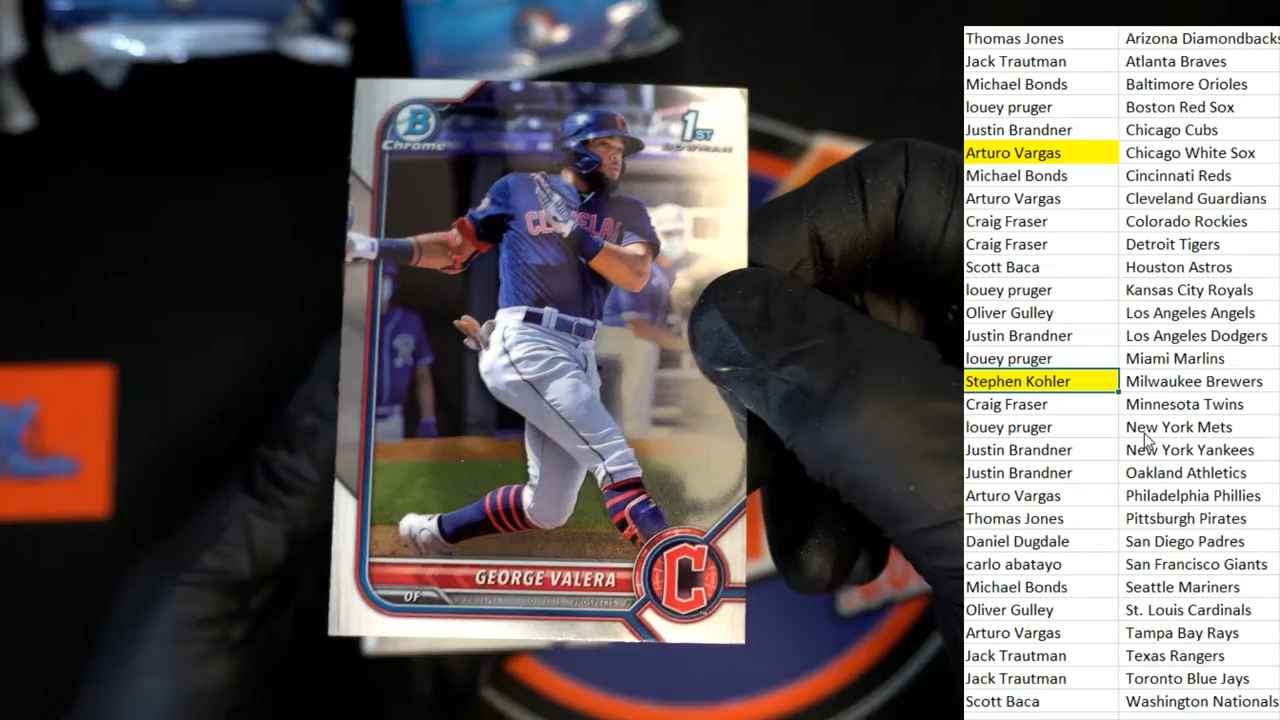 B
Chrome
1ST
BOWMAN
GEORGE VALERA
OF
C
Thomas Jones Arizona Diamondbacks
Jack Trautman Atlanta Braves
Michael Bonds Baltimore Orioles
louey pruger Boston Red Sox
Justin Brandner Chicago Cubs
Arturo Vargas Chicago White Sox
Michael Bonds Cincinnati Reds
Arturo Vargas Cleveland Guardians
Craig Fraser Colorado Rockies
Craig Fraser Detroit Tigers
Scott Baca Houston Astros
louey pruger Kansas City Royals
Oliver Gulley Los Angeles Angels
Justin Brandner Los Angeles Dodgers
louey pruger Miami Marlins
Stephen Kohler Milwaukee Brewers
Craig Fraser Minnesota Twins
louey pruger New York Mets
Justin Brandner New York Yankees
Justin Brandner Oakland Athletics
Arturo Vargas Philadelphia Phillies
Thomas Jones Pittsburgh Pirates
Daniel Dugdale San Diego Padres
carlo abatayo San Francisco Giants
Michael Bonds Seattle Mariners
Oliver Gulley St. Louis Cardinals
Arturo Vargas Tampa Bay Rays
Jack Trautman Texas Rangers
Jack Trautman Toronto Blue Jays
Scott Baca Washington Nationals